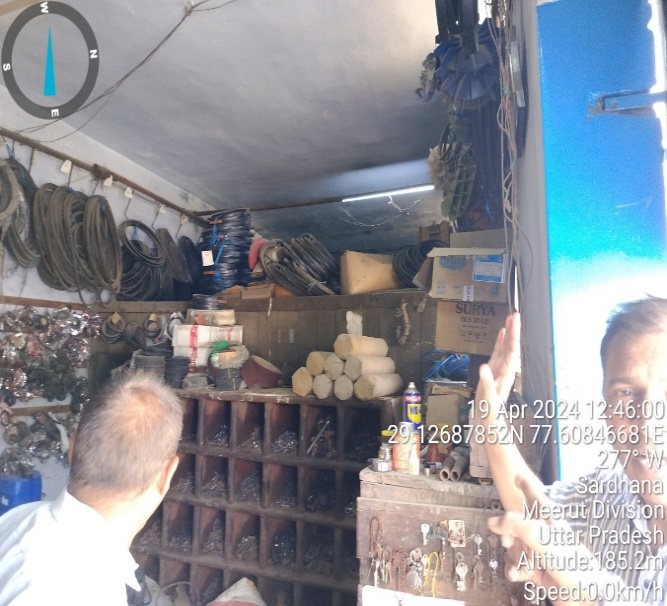 W
N
S
E
SURYA
19 Apr 2024 12:46:00
29.12687852N 77.60846681E
277° W
Sardhana
Meerut Division
Uttar Pradesh
Altitude:185.2m
Speed:0.0km/h